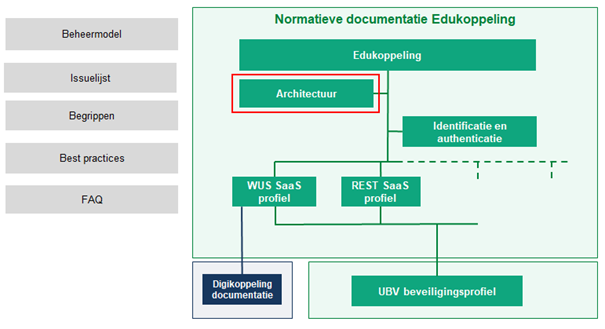 Beheermodel
Issuelijst
Begrippen
Best practices
FAQ
Normatieve documentatie Edukoppeling
Edukoppeling
Architectuur
Identificatie en
authenticatie
WUS SaaS
profiel
REST SaaS
profiel
Digikoppeling
documentatie
UBV beveiligingsprofiel